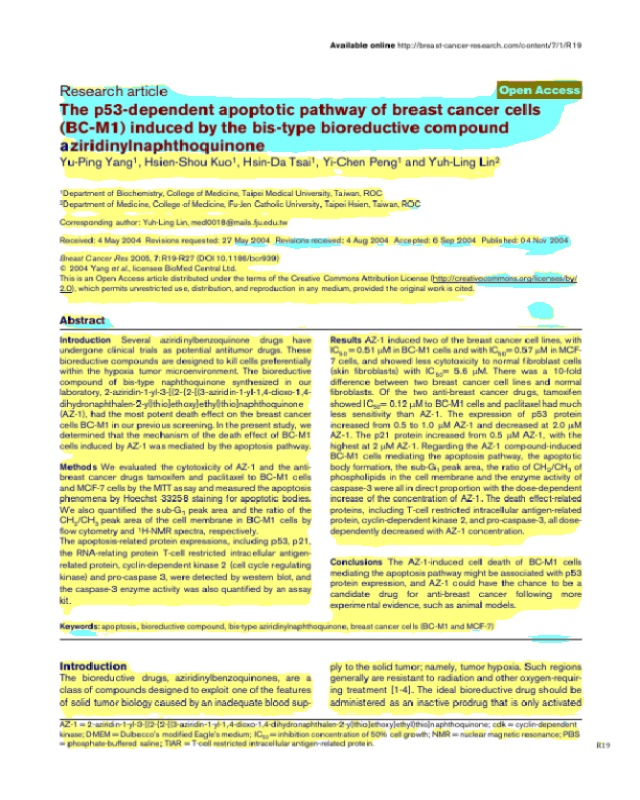 Available online http://breast-cancer-research.com/content/7/1/R19
Research article
Open Access
The p53-dependent apoptotic pathway of breast cancer cells
(BC-M1) induced by the bis-type bioreductive compound
aziridinylnaphthoquinone
Yu-Ping Yang¹, Hsien-Shou Kuo¹, Hsin-Da Tsai¹, Yi-Chen Peng¹ and Yuh-Ling Lin²
¹Department of Biochemistry, College of Medicine, Taipei Medical University, Taiwan, ROC
²Department of Medicine, College of Medicine, Fu-Jen Catholic University, Taipei Hsien, Taiwan, ROC
Corresponding author: Yuh-Ling Lin, med0018@mails.fju.edu.tw
Received: 4 May 2004 Revisions requested: 27 May 2004 Revisions received: 4 Aug 2004 Accepted: 6 Sep 2004 Published: 04 Nov 2004
Breast Cancer Res 2005, 7:R19-R27 (DOI 10.1186/bcr939)
© 2004 Yang et al., licensee BioMed Central Ltd.
This is an Open Access article distributed under the terms of the Creative Commons Attribution License (http://creativecommons.org/licenses/by/
2.0), which permits unrestricted use, distribution, and reproduction in any medium, provided the original work is cited.
Abstract
Introduction Several aziridinylbenzoquinone drugs have
undergone clinical trials as potential antitumor drugs. These
bioreductive compounds are designed to kill cells preferentially
within the hypoxia tumor microenvironment. The bioreductive
compound of bis-type naphthoquinone synthesized in our
laboratory, 2-aziridin-1-yl-3-[(2-{2-[(3-aziridin-1-yl-1,4-dioxo-1,4-
dihydronaphthalen-2-yl)thio]ethoxy}ethyl)thio]naphthoquinone
(AZ-1), had the most potent death effect on the breast cancer
cells BC-M1 in our previous screening. In the present study, we
determined that the mechanism of the death effect of BC-M1
cells induced by AZ-1 was mediated by the apoptosis pathway.
Methods We evaluated the cytotoxicity of AZ-1 and the anti-
breast cancer drugs tamoxifen and paclitaxel to BC-M1 cells
and MCF-7 cells by the MTT assay and measured the apoptosis
phenomena by Hoechst 33258 staining for apoptotic bodies.
We also quantified the sub-G₁ peak area and the ratio of the
CH₂/CH₃ peak area of the cell membrane in BC-M1 cells by
flow cytometry and ¹H-NMR spectra, respectively.
The apoptosis-related protein expressions, including p53, p21,
the RNA-relating protein T-cell restricted intracellular antigen-
related protein, cyclin-dependent kinase 2 (cell cycle regulating
kinase) and pro-caspase 3, were detected by western blot, and
the caspase-3 enzyme activity was also quantified by an assay
kit.
Results AZ-1 induced two of the breast cancer cell lines, with
IC₅₀ = 0.51 μM in BC-M1 cells and with IC₅₀ = 0.57 μM in MCF-
7 cells, and showed less cytotoxicity to normal fibroblast cells
(skin fibroblasts) with IC₅₀= 5.6 μM. There was a 10-fold
difference between two breast cancer cell lines and normal
fibroblasts. Of the two anti-breast cancer drugs, tamoxifen
showed IC₅₀= 0.12 μM to BC-M1 cells and paclitaxel had much
less sensitivity than AZ-1. The expression of p53 protein
increased from 0.5 to 1.0 μM AZ-1 and decreased at 2.0 μM
AZ-1. The p21 protein increased from 0.5 μM AZ-1, with the
highest at 2 μM AZ-1. Regarding the AZ-1 compound-induced
BC-M1 cells mediating the apoptosis pathway, the apoptotic
body formation, the sub-G₁ peak area, the ratio of CH₂/CH₃ of
phospholipids in the cell membrane and the enzyme activity of
caspase-3 were all in direct proportion with the dose-dependent
increase of the concentration of AZ-1. The death effect-related
proteins, including T-cell restricted intracellular antigen-related
protein, cyclin-dependent kinase 2, and pro-caspase-3, all dose-
dependently decreased with AZ-1 concentration.
Conclusions The AZ-1-induced cell death of BC-M1 cells
mediating the apoptosis pathway might be associated with p53
protein expression, and AZ-1 could have the chance to be a
candidate drug for anti-breast cancer following more
experimental evidence, such as animal models.
Keywords: apoptosis, bioreductive compound, bis-type aziridinylnaphthoquinone, breast cancer cells (BC-M1 and MCF-7)
Introduction
The bioreductive drugs, aziridinylbenzoquinones, are a
class of compounds designed to exploit one of the features
of solid tumor biology caused by an inadequate blood sup-
ply to the solid tumor; namely, tumor hypoxia. Such regions
generally are resistant to radiation and other oxygen-requir-
ing treatment [1-4]. The ideal bioreductive drug should be
administered as an inactive prodrug that is only activated
AZ-1 = 2-aziridin-1-yl-3-[(2-{2-[(3-aziridin-1-yl-1,4-dioxo-1,4-dihydronaphthalen-2-yl)thio]ethoxy}ethyl)thio]naphthoquinone; cdk = cyclin-dependent
kinase; DMEM = Dulbecco's modified Eagle's medium; IC₅₀ = inhibition concentration of 50% cell growth; NMR = nuclear magnetic resonance; PBS
= phosphate-buffered saline; TIAR = T-cell restricted intracellular antigen-related protein.
R19